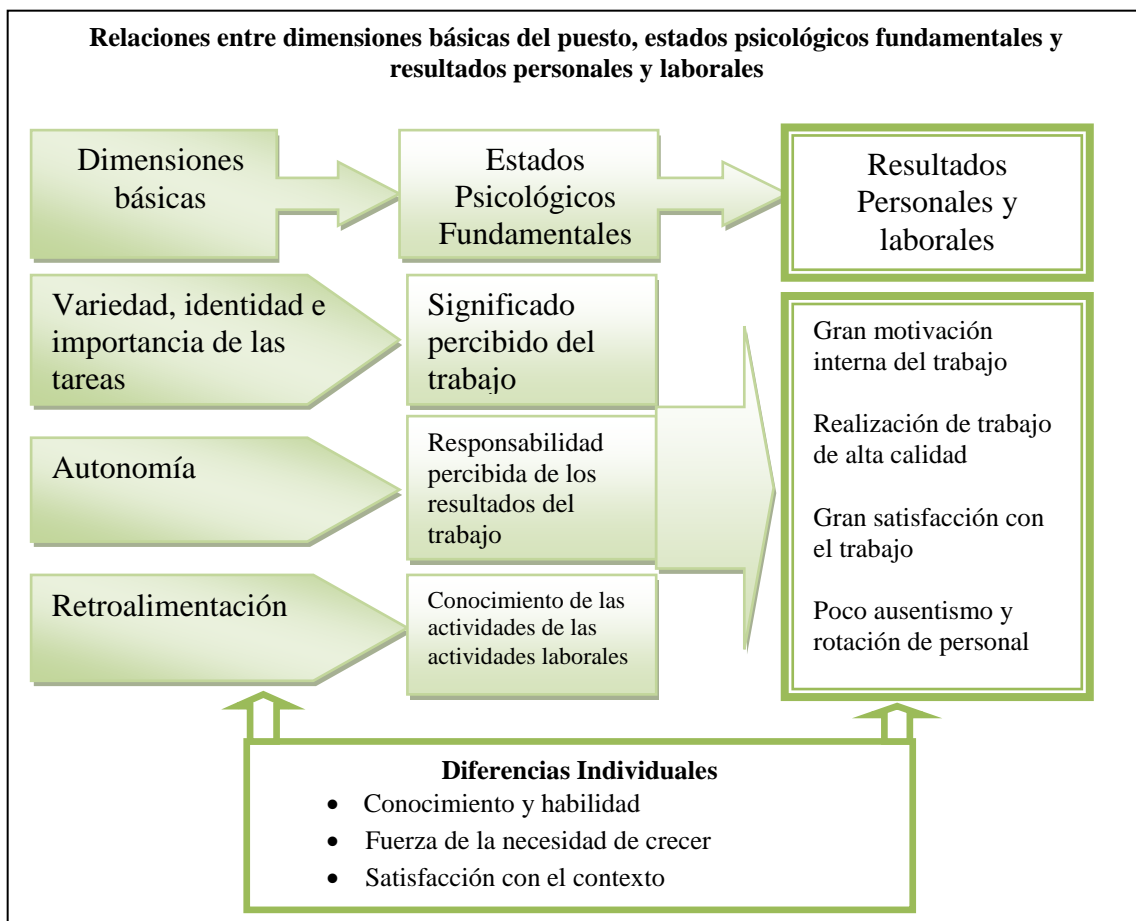 Relaciones entre dimensiones básicas del puesto, estados psicológicos fundamentales y
resultados personales y laborales
Dimensiones
básicas
Estados
Psicológicos
Fundamentales
Resultados
Personales y
laborales
Variedad, identidad e
importancia de las
tareas
Significado
percibido del
trabajo
Autonomía
Responsabilidad
percibida de los
resultados del
trabajo
Retroalimentación
Conocimiento de las
actividades de las
actividades laborales
Gran motivación
interna del trabajo
Realización de trabajo
de alta calidad
Gran satisfacción con
el trabajo
Poco ausentismo y
rotación de personal
Diferencias Individuales
• Conocimiento y habilidad
• Fuerza de la necesidad de crecer
• Satisfacción con el contexto